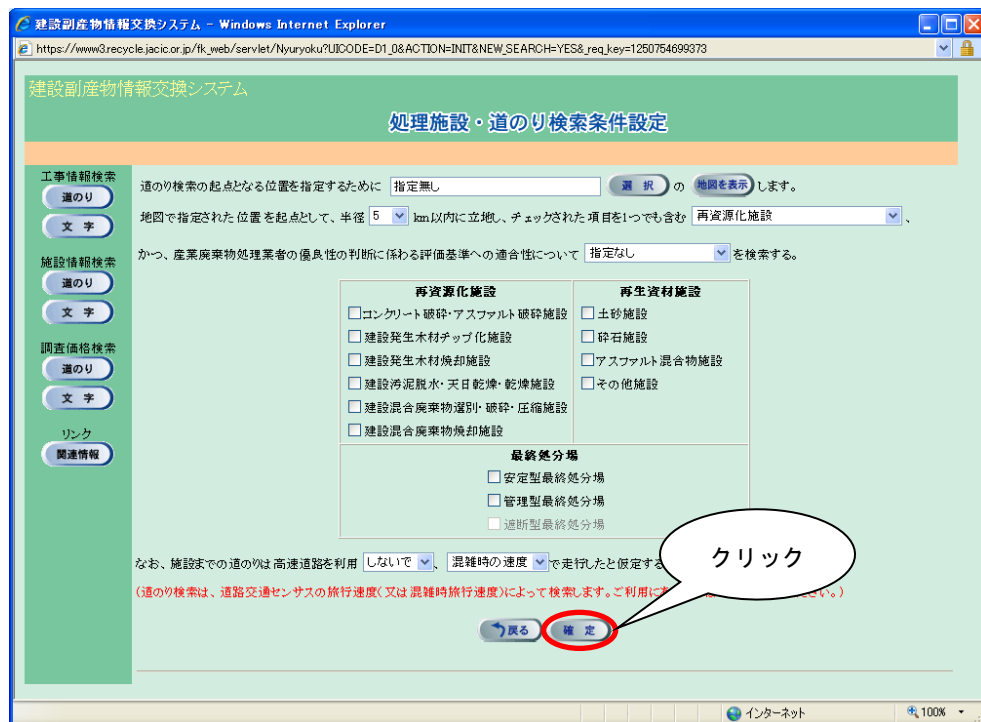 建設副産物情報交換システム - Windows Internet Explorer
https://www3.recycle.jacic.or.jp/fk_web/servlet/Nyuryoku?UICODE=D1_0&ACTION=INIT&NEW_SEARCH=YES&_req_key=1250754699373
建設副産物情報交換システム
処理施設・道のり検索条件設定
工事情報検索
道のり
文 字
施設情報検索
道のり
文 字
調査価格検索
道のり
文 字
リンク
関連情報
道のり検索の起点となる位置を指定するために 指定無し 選 択 の 地図を表示 します。
地図で指定された位置を起点として、半径 5 km以内に立地し、チェックされた項目を1つでも含む 再資源化施設 、
かつ、産業廃棄物処理業者の優良性の判断に係わる評価基準への適合性について 指定なし を検索する。
再資源化施設 再生資材施設
コンクリート破砕・アスファルト破砕施設 土砂施設
建設発生木材チップ化施設 砕石施設
建設発生木材焼却施設 アスファルト混合物施設
建設汚泥脱水・天日乾燥・乾燥施設 その他施設
建設混合廃棄物選別・破砕・圧縮施設
建設混合廃棄物焼却施設
最終処分場
安定型最終処分場
管理型最終処分場
遮断型最終処分場
なお、施設までの道のりは高速道路を利用 しないで 、 混雑時の速度 で走行したと仮定する
(道のり検索は、道路交通センサスの旅行速度(又は混雑時旅行速度)によって検索します。ご利用に さい。)
クリック
戻る 確 定
インターネット 100%